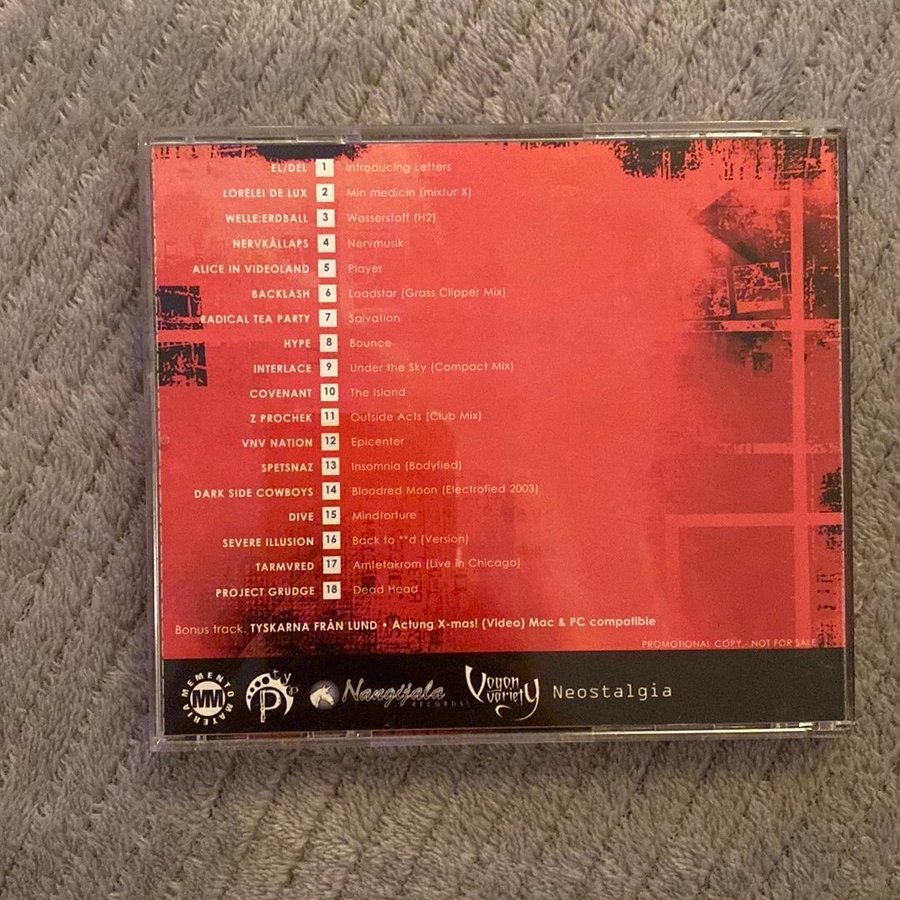 EL/DEL 1 Introducing Letters
LORELEI DE LUX 2 Min medicin (mixtur X)
WELLE:ERDBALL 3 Wasserstoff (H2)
NERVKÅLLAPS 4 Nervmusik
ALICE IN VIDEOLAND 5 Player
BACKLASH 6 Loadstar (Grass Clipper Mix)
RADICAL TEA PARTY 7 Salvation
HYPE 8 Bounce
INTERLACE 9 Under the Sky (Compact Mix)
COVENANT 10 The Island
Z PROCHEK 11 Outside Acts (Club Mix)
VNV NATION 12 Epicenter
SPETSNAZ 13 Insomnia (Bodyfied)
DARK SIDE COWBOYS 14 Bloodred Moon (Electrofied 2003)
DIVE 15 Mindtorture
SEVERE ILLUSION 16 Back to **d (Version)
TARMVRED 17 Amfetakrom (Live in Chicago)
PROJECT GRUDGE 18 Dead Head
Bonus track. TYSKARNA FRÅN LUND • Actung X-mas! (Video) Mac & PC compatible
PROMOTIONAL COPY - NOT FOR SALE
MEMENTO MATERIA MM
Nangijala RECORDS
Vogon variety
Neostalgia